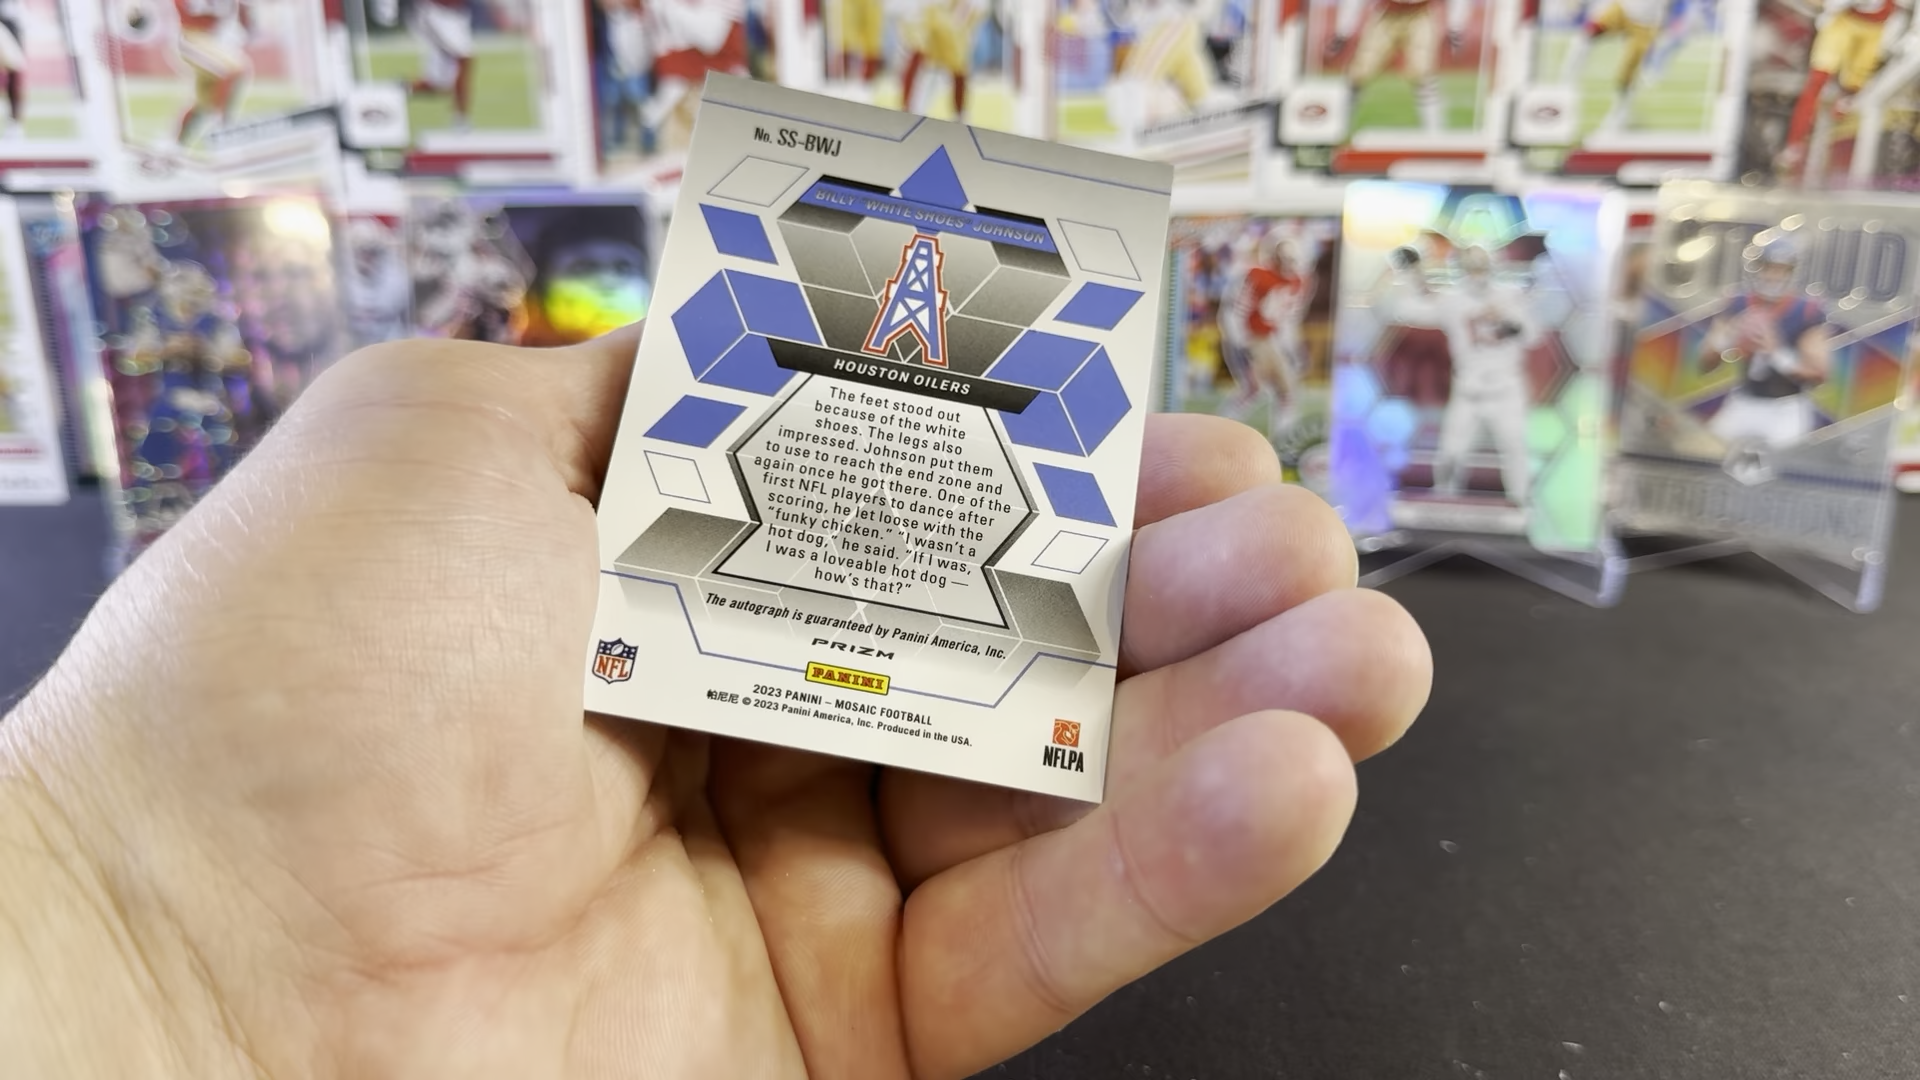 No. SS-BWJ
BILLY "WHITE SHOES" JOHNSON
HOUSTON OILERS
The feet stood out
because of the white
shoes. The legs also
impressed. Johnson put them
to use to reach the end zone and
again once he got there. One of the
first NFL players to dance after
scoring, he let loose with the
"funky chicken." "I wasn't a
hot dog," he said. "If I was,
I was a loveable hot dog —
how's that?"
The autograph is guaranteed by Panini America, Inc.
PRIZM
PANINI
NFL
2023 PANINI – MOSAIC FOOTBALL
帕尼尼 © 2023 Panini America, Inc. Produced in the USA.
NFLPA